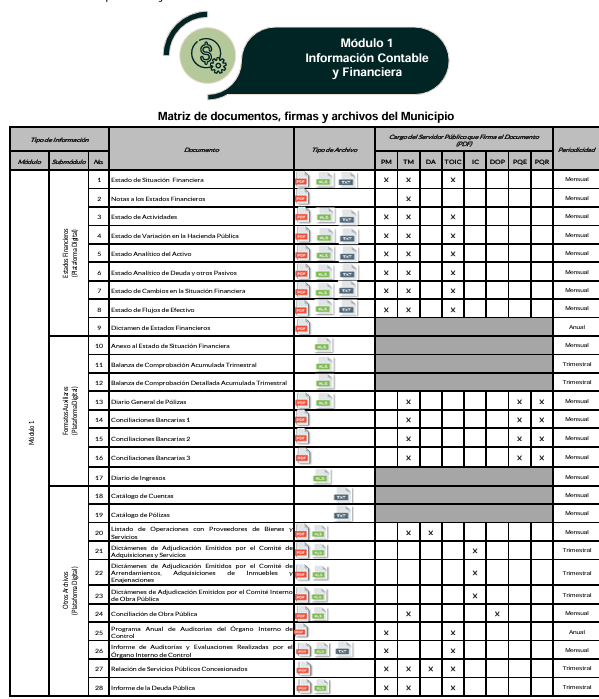 Módulo 1
Información Contable
y Financiera
Matriz de documentos, firmas y archivos del Municipio
Tipo de Información Documento Tipo de Archivo Cargo del Servidor Público que Firma el Documento (PDF) Periodicidad
Módulo Submódulo No. PM TM DA TOIC IC DOP PQE PQR
Módulo 1
Estados Financieros
(Plataforma Digital)
1 Estado de Situación Financiera PDF XLS TXT X X X Mensual
2 Notas a los Estados Financieros PDF X Mensual
3 Estado de Actividades PDF XLS TXT X X X Mensual
4 Estado de Variación en la Hacienda Pública PDF XLS TXT X X X Mensual
5 Estado Analítico del Activo PDF XLS TXT X X X Mensual
6 Estado Analítico de Deuda y otros Pasivos PDF XLS TXT X X X Mensual
7 Estado de Cambios en la Situación Financiera PDF XLS TXT X X X Mensual
8 Estado de Flujos de Efectivo PDF XLS TXT X X X Mensual
9 Dictamen de Estados Financieros PDF Anual
Formatos Auxiliares
(Plataforma Digital)
10 Anexo al Estado de Situación Financiera XLS Mensual
11 Balanza de Comprobación Acumulada Trimestral XLS Trimestral
12 Balanza de Comprobación Detallada Acumulada Trimestral XLS Trimestral
13 Diario General de Pólizas PDF XLS X X X Mensual
14 Conciliaciones Bancarias 1 PDF X X X Mensual
15 Conciliaciones Bancarias 2 PDF X X X Mensual
16 Conciliaciones Bancarias 3 PDF X X X Mensual
17 Diario de Ingresos XLS Mensual
Otros Archivos
(Plataforma Digital)
18 Catálogo de Cuentas TXT Mensual
19 Catálogo de Pólizas TXT Mensual
20 Listado de Operaciones con Proveedores de Bienes y
Servicios PDF XLS X X Mensual
21 Dictámenes de Adjudicación Emitidos por el Comité de
Adquisiciones y Servicios PDF XLS X Trimestral
22 Dictámenes de Adjudicación Emitidos por el Comité de
Arrendamientos, Adquisiciones de Inmuebles y
Enajenaciones PDF XLS X Trimestral
23 Dictámenes de Adjudicación Emitidos por el Comité Interno
de Obra Pública PDF XLS X Trimestral
24 Conciliación de Obra Pública PDF XLS X X Mensual
25 Programa Anual de Auditorías del Órgano Interno de
Control PDF X X Anual
26 Informe de Auditorías y Evaluaciones Realizadas por el
Órgano Interno de Control PDF XLS TXT X X Mensual
27 Relación de Servicios Públicos Concesionados PDF XLS X X X X Trimestral
28 Informe de la Deuda Pública PDF XLS X X X Trimestral